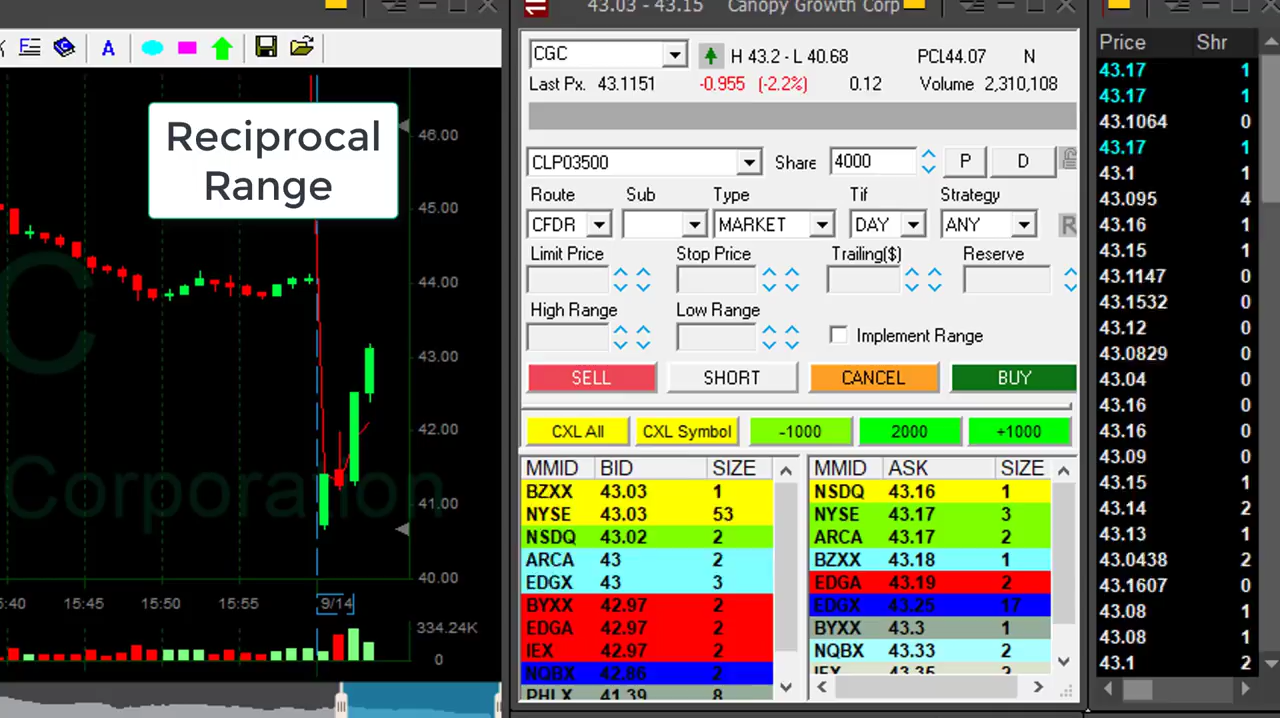 43.03 - 43.15 Canopy Growth Corp
A
Reciprocal
Range
46.00
45.00
44.00
43.00
42.00
41.00
40.00
C
Corporation
5:40 15:45 15:50 15:55 9/14
334.24K
0
CGC H 43.2 - L 40.68 PCL44.07 N
Last Px. 43.1151 -0.955 (-2.2%) 0.12 Volume 2,310,108
CLP03500 Share 4000 P D
Route Sub Type Tif Strategy
CFDR MARKET DAY ANY R
Limit Price Stop Price Trailing($) Reserve
High Range Low Range
Implement Range
SELL SHORT CANCEL BUY
CXL All CXL Symbol -1000 2000 +1000
MMID BID SIZE
BZXX 43.03 1
NYSE 43.03 53
NSDQ 43.02 2
ARCA 43 2
EDGX 43 3
BYXX 42.97 2
EDGA 42.97 2
IEX 42.97 2
NQBX 42.86 2
PHLX 41.39 8
MMID ASK SIZE
NSDQ 43.16 1
NYSE 43.17 3
ARCA 43.17 2
BZXX 43.18 1
EDGA 43.19 2
EDGX 43.25 17
BYXX 43.3 1
NQBX 43.33 2
IEX 43.35 2
Price Shr
43.17 1
43.17 1
43.1064 0
43.17 1
43.1 1
43.095 4
43.16 1
43.15 1
43.1147 0
43.1532 0
43.12 0
43.0829 0
43.04 0
43.16 0
43.16 0
43.09 0
43.15 1
43.14 2
43.13 1
43.0438 2
43.1607 0
43.08 1
43.08 1
43.1 2